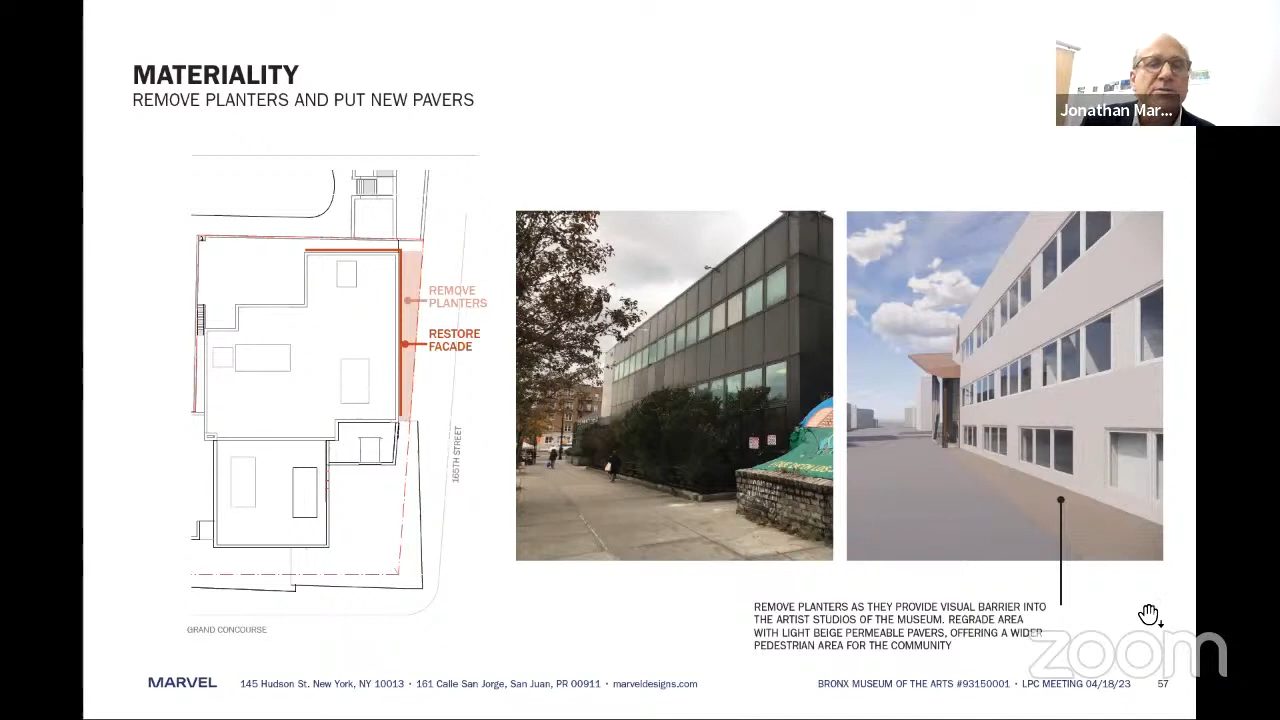 MATERIALITY
REMOVE PLANTERS AND PUT NEW PAVERS
Jonathan Mar...
REMOVE
PLANTERS
RESTORE
FACADE
165TH STREET
GRAND CONCOURSE
REMOVE PLANTERS AS THEY PROVIDE VISUAL BARRIER INTO
THE ARTIST STUDIOS OF THE MUSEUM. REGRADE AREA
WITH LIGHT BEIGE PERMEABLE PAVERS, OFFERING A WIDER
PEDESTRIAN AREA FOR THE COMMUNITY
zoom
MARVEL 145 Hudson St. New York, NY 10013 • 161 Calle San Jorge, San Juan, PR 00911 • marveldesigns.com BRONX MUSEUM OF THE ARTS #93150001 • LPC MEETING 04/18/23 57